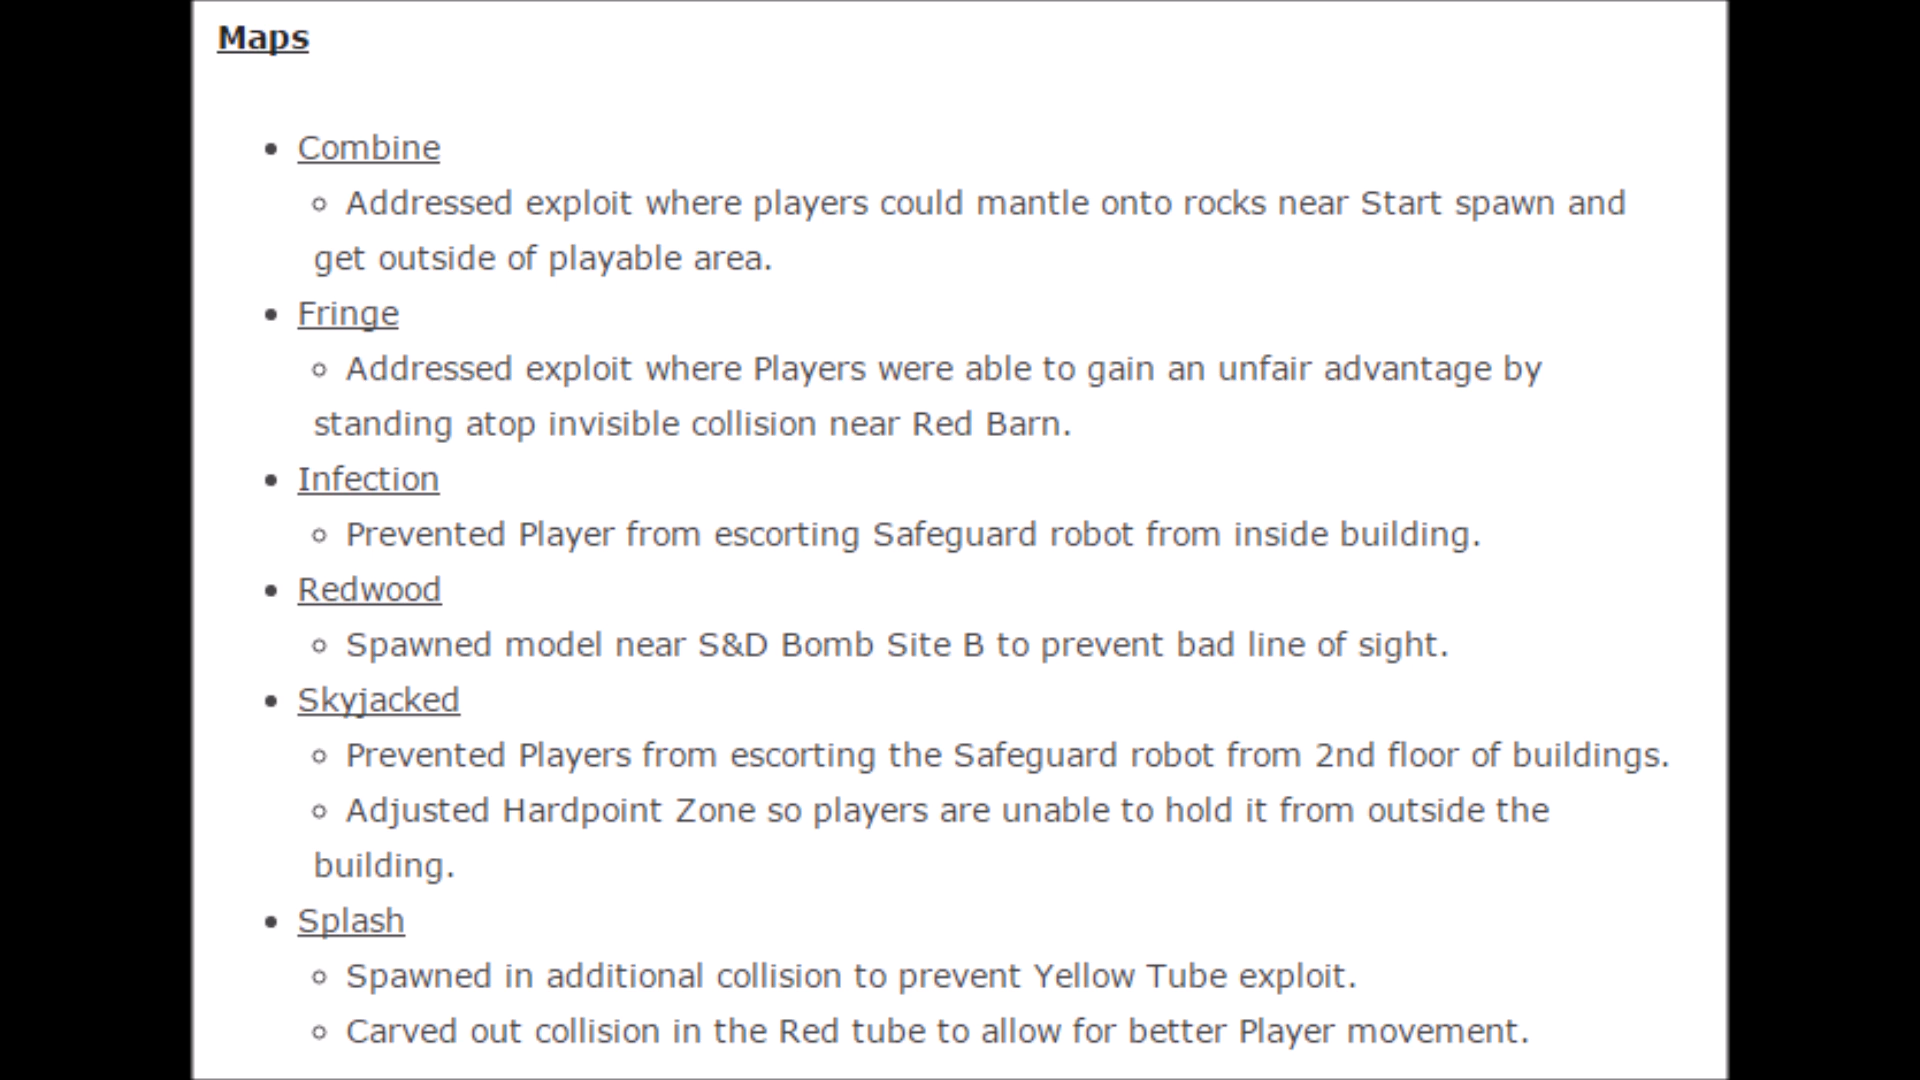 Maps
• Combine
○ Addressed exploit where players could mantle onto rocks near Start spawn and
get outside of playable area.
• Fringe
○ Addressed exploit where Players were able to gain an unfair advantage by
standing atop invisible collision near Red Barn.
• Infection
○ Prevented Player from escorting Safeguard robot from inside building.
• Redwood
○ Spawned model near S&D Bomb Site B to prevent bad line of sight.
• Skyjacked
○ Prevented Players from escorting the Safeguard robot from 2nd floor of buildings.
○ Adjusted Hardpoint Zone so players are unable to hold it from outside the
building.
• Splash
○ Spawned in additional collision to prevent Yellow Tube exploit.
○ Carved out collision in the Red tube to allow for better Player movement.